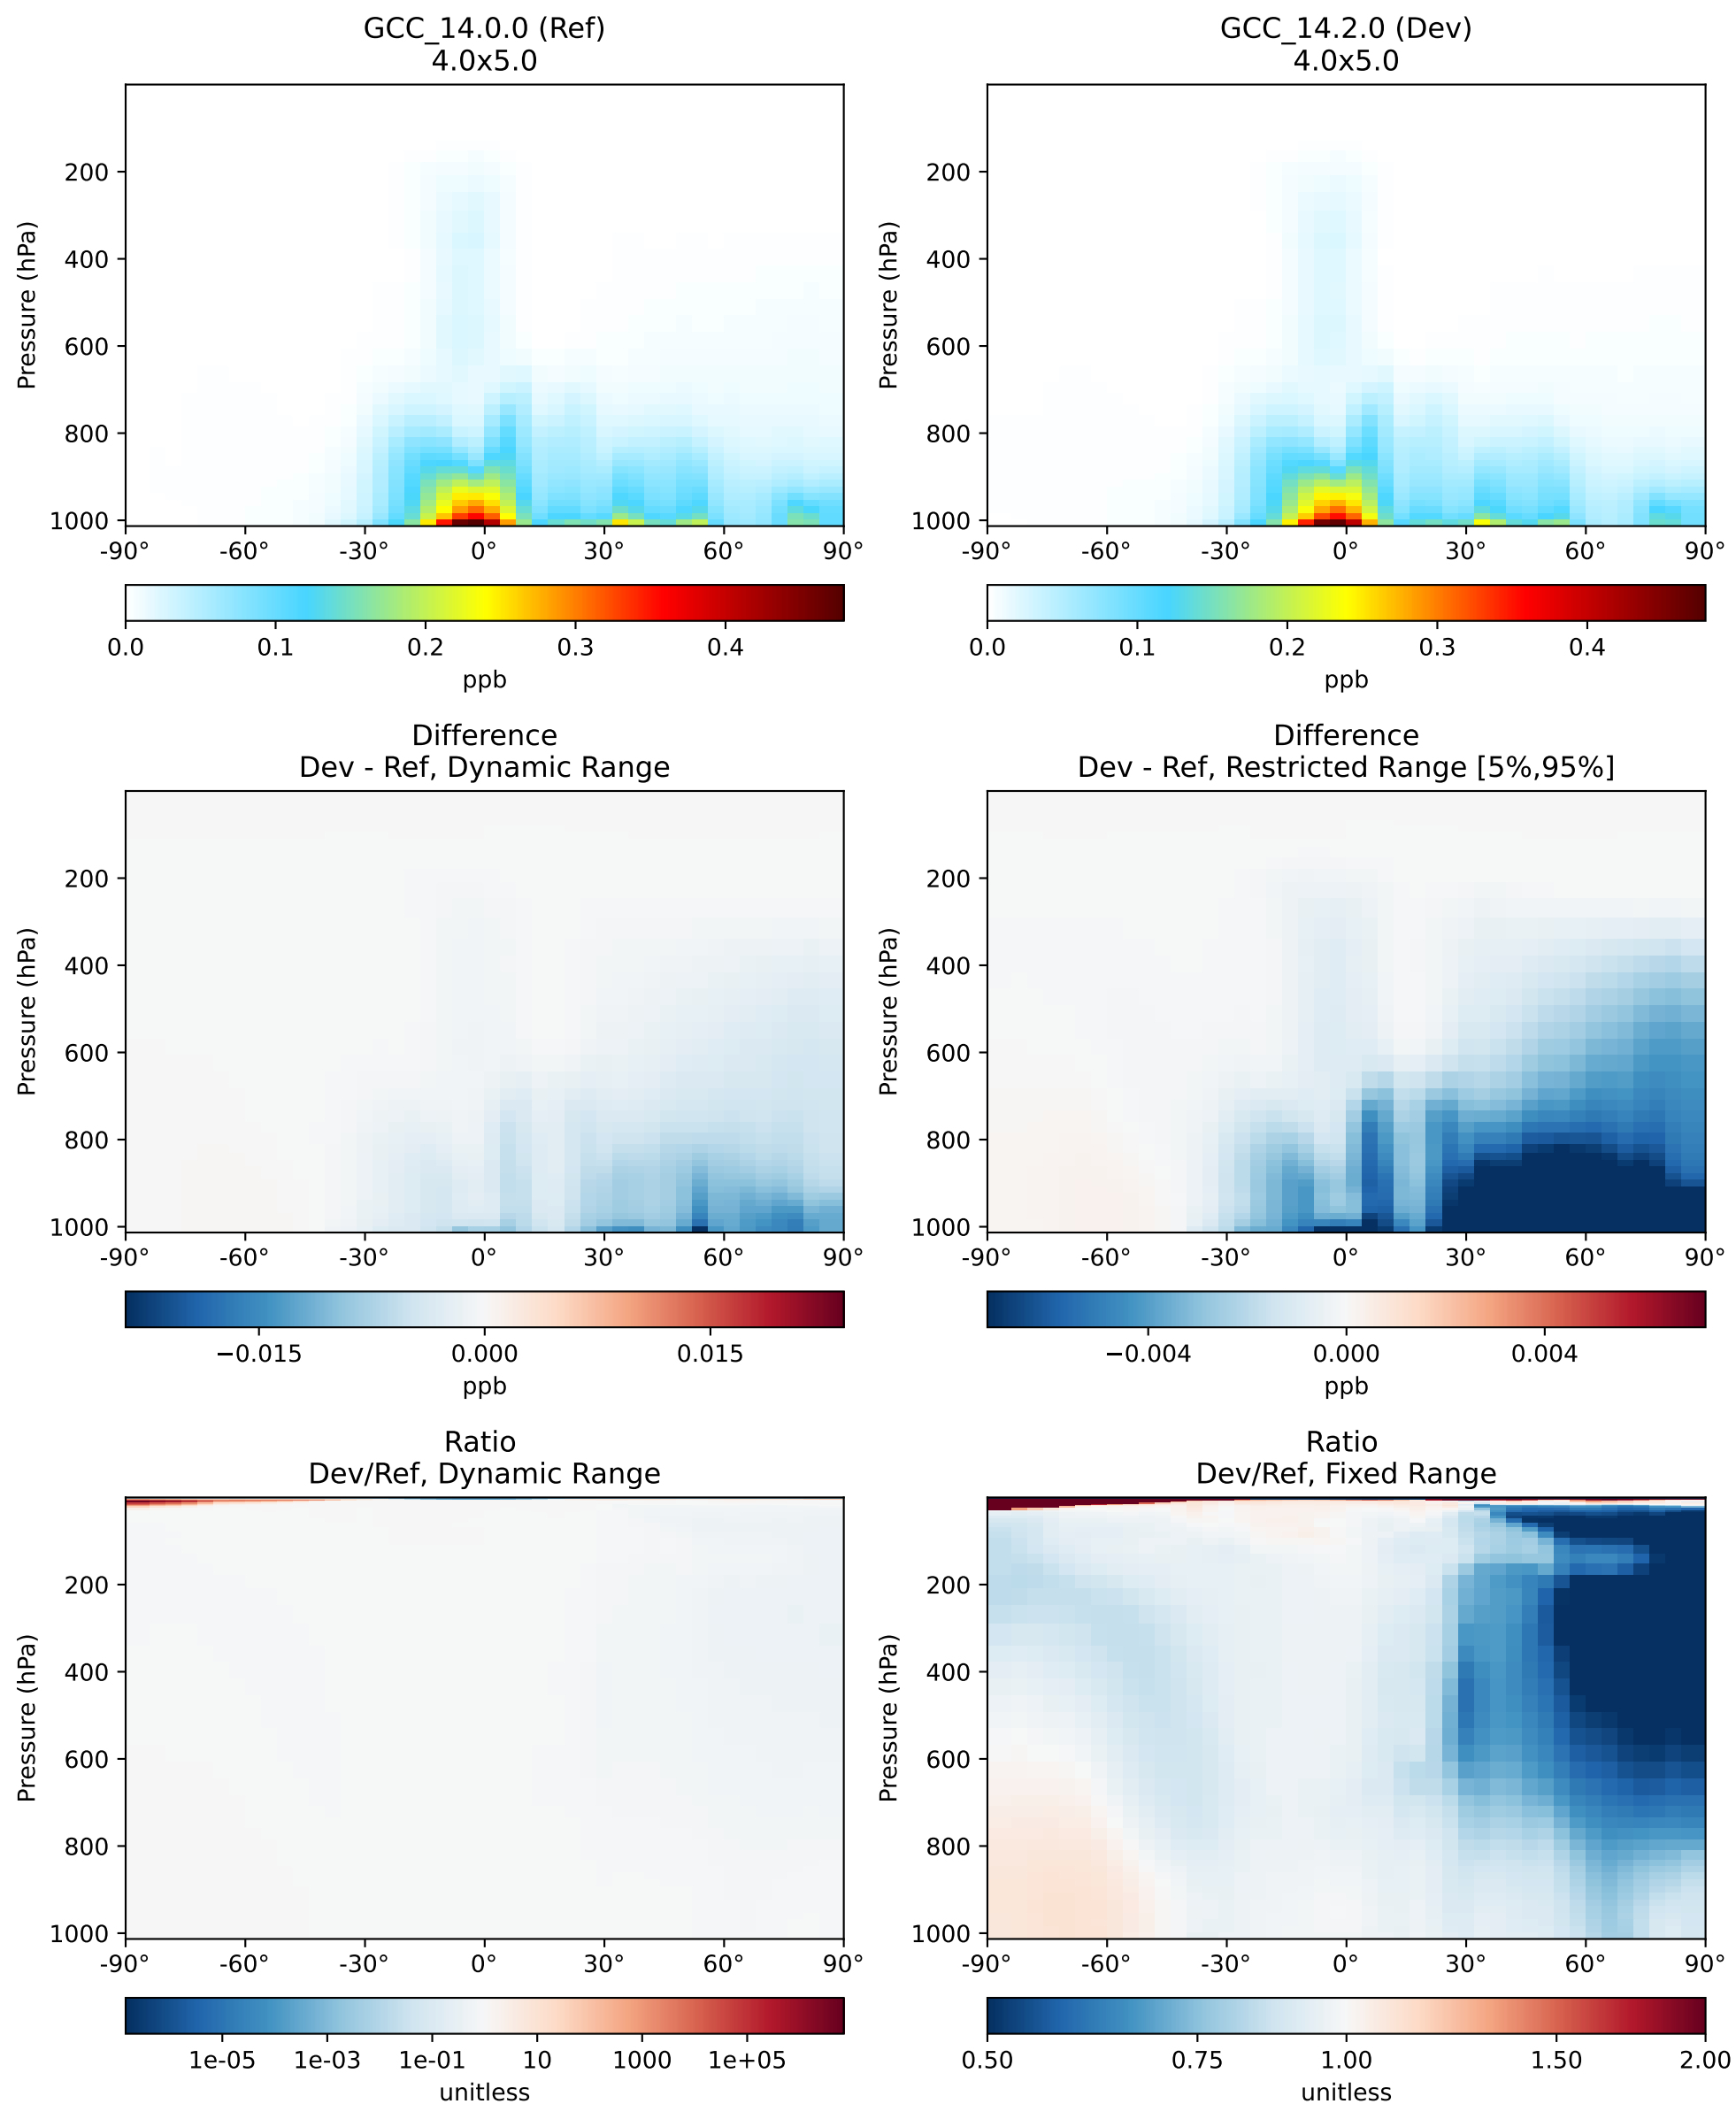 GCC_14.0.0 (Ref)
4.0x5.0
Pressure (hPa)
200
400
600
800
1000
-90° -60° -30° 0° 30° 60° 90°
0.0 0.1 0.2 0.3 0.4
ppb
GCC_14.2.0 (Dev)
4.0x5.0
Pressure (hPa)
200
400
600
800
1000
-90° -60° -30° 0° 30° 60° 90°
0.0 0.1 0.2 0.3 0.4
ppb
Difference
Dev - Ref, Dynamic Range
Pressure (hPa)
200
400
600
800
1000
-90° -60° -30° 0° 30° 60° 90°
−0.015 0.000 0.015
ppb
Difference
Dev - Ref, Restricted Range [5%,95%]
Pressure (hPa)
200
400
600
800
1000
-90° -60° -30° 0° 30° 60° 90°
−0.004 0.000 0.004
ppb
Ratio
Dev/Ref, Dynamic Range
Pressure (hPa)
200
400
600
800
1000
-90° -60° -30° 0° 30° 60° 90°
1e-05 1e-03 1e-01 10 1000 1e+05
unitless
Ratio
Dev/Ref, Fixed Range
Pressure (hPa)
200
400
600
800
1000
-90° -60° -30° 0° 30° 60° 90°
0.50 0.75 1.00 1.50 2.00
unitless